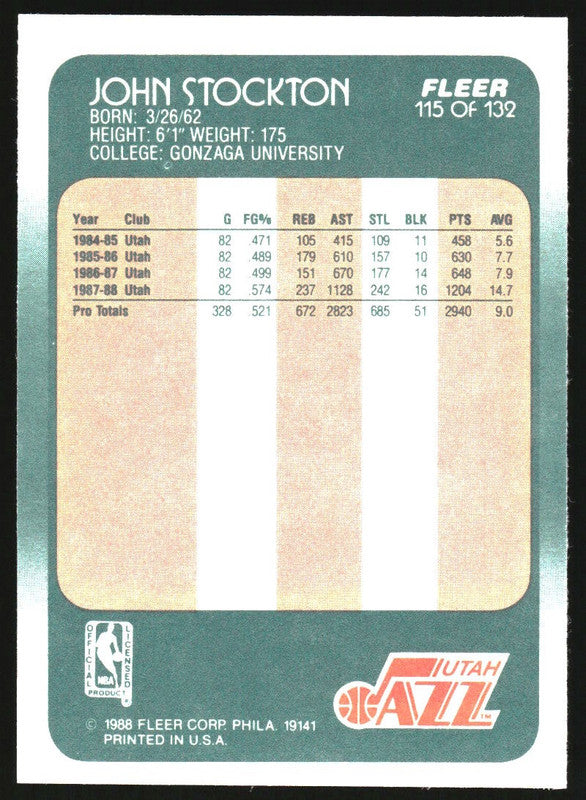 JOHN STOCKTON
BORN: 3/26/62
HEIGHT: 6'1" WEIGHT: 175
COLLEGE: GONZAGA UNIVERSITY
FLEER
115 OF 132
Year Club G FG% REB AST STL BLK PTS AVG
1984-85 Utah 82 .471 105 415 109 11 458 5.6
1985-86 Utah 82 .489 179 610 157 10 630 7.7
1986-87 Utah 82 .499 151 670 177 14 648 7.9
1987-88 Utah 82 .574 237 1128 242 16 1204 14.7
Pro Totals 328 .521 672 2823 685 51 2940 9.0
OFFICIAL LICENSED
NBA
PRODUCT
UTAH
JAZZ
TM
© 1988 FLEER CORP. PHILA. 19141
PRINTED IN U.S.A.